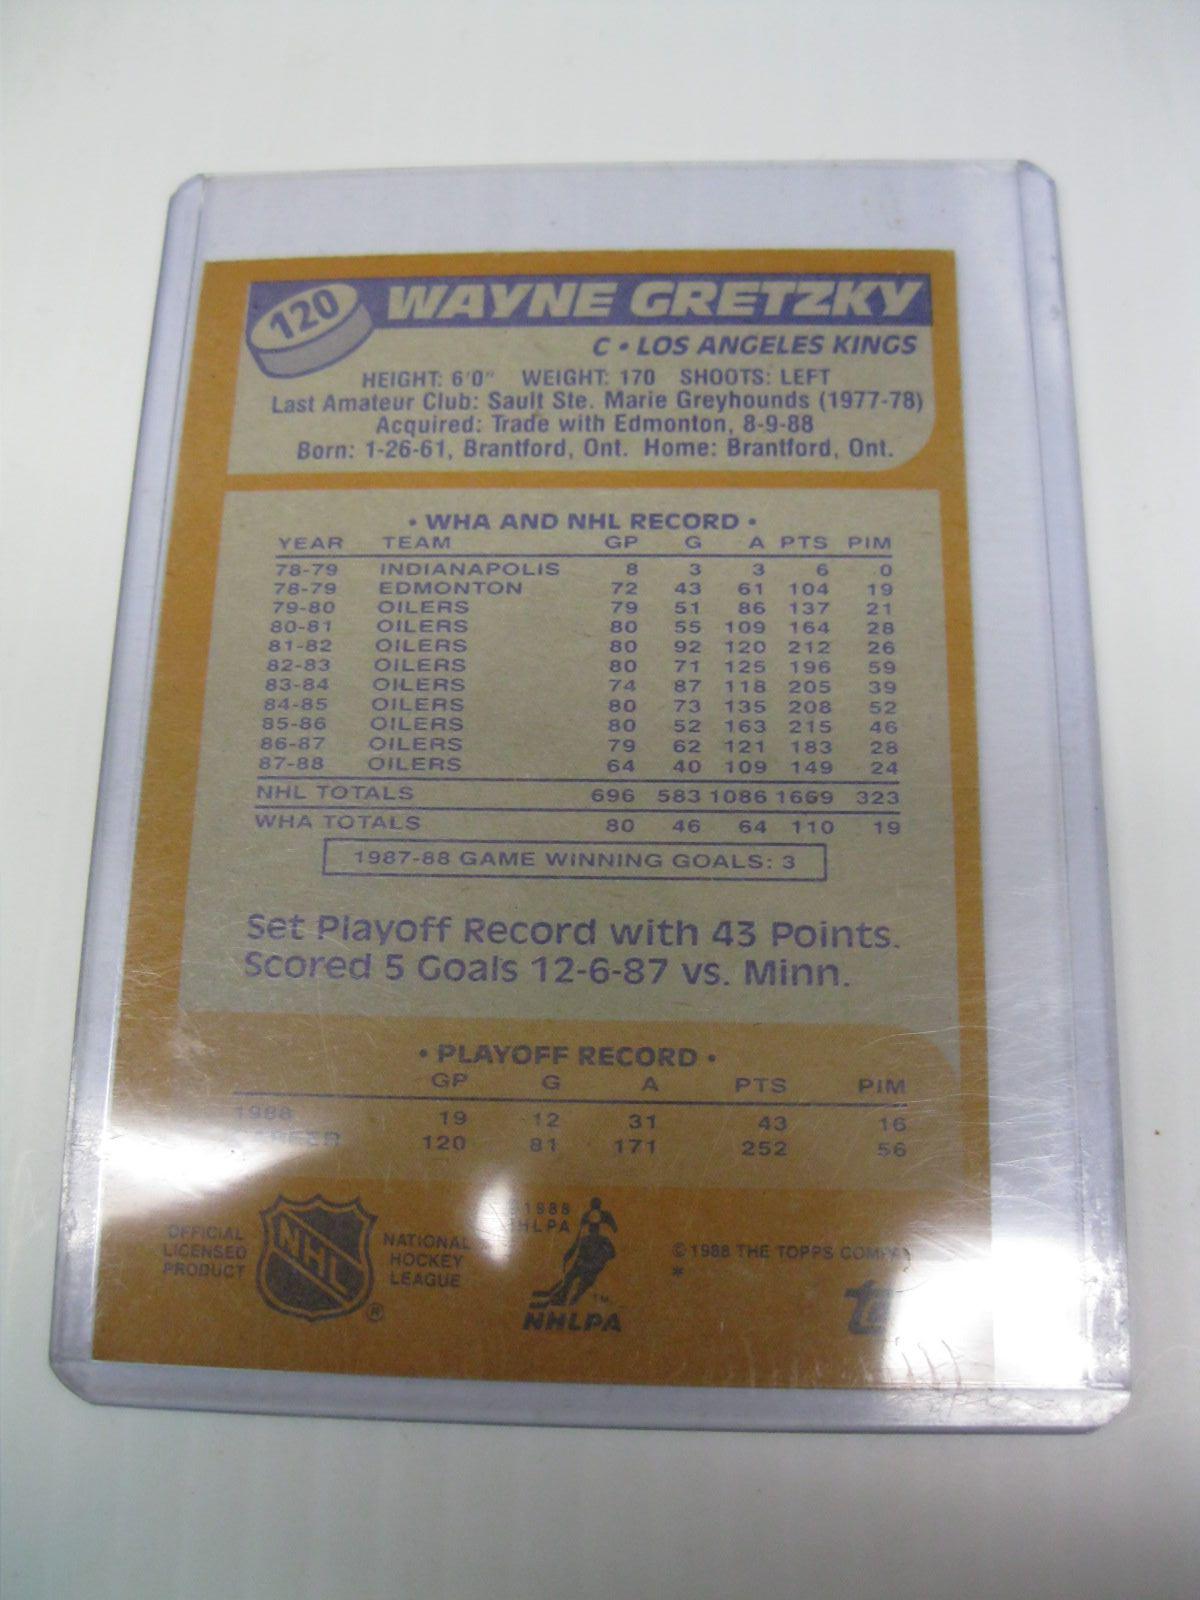 120 WAYNE GRETZKY
C • LOS ANGELES KINGS
HEIGHT: 6'0" WEIGHT: 170 SHOOTS: LEFT
Last Amateur Club: Sault Ste. Marie Greyhounds (1977-78)
Acquired: Trade with Edmonton, 8-9-88
Born: 1-26-61, Brantford, Ont. Home: Brantford, Ont.
• WHA AND NHL RECORD •
YEAR TEAM GP G A PTS PIM
78-79 INDIANAPOLIS 8 3 3 6 0
78-79 EDMONTON 72 43 61 104 19
79-80 OILERS 79 51 86 137 21
80-81 OILERS 80 55 109 164 28
81-82 OILERS 80 92 120 212 26
82-83 OILERS 80 71 125 196 59
83-84 OILERS 74 87 118 205 39
84-85 OILERS 80 73 135 208 52
85-86 OILERS 80 52 163 215 46
86-87 OILERS 79 62 121 183 28
87-88 OILERS 64 40 109 149 24
NHL TOTALS 696 583 1086 1669 323
WHA TOTALS 80 46 64 110 19
1987-88 GAME WINNING GOALS: 3
Set Playoff Record with 43 Points.
Scored 5 Goals 12-6-87 vs. Minn.
• PLAYOFF RECORD •
GP G A PTS PIM
1988 19 12 31 43 16
120 81 171 252 56
OFFICIAL
LICENSED
PRODUCT
NHL
®
NATIONAL
HOCKEY
LEAGUE
1988
NHLPA
TM
NHLPA
© 1988 THE TOPPS
*